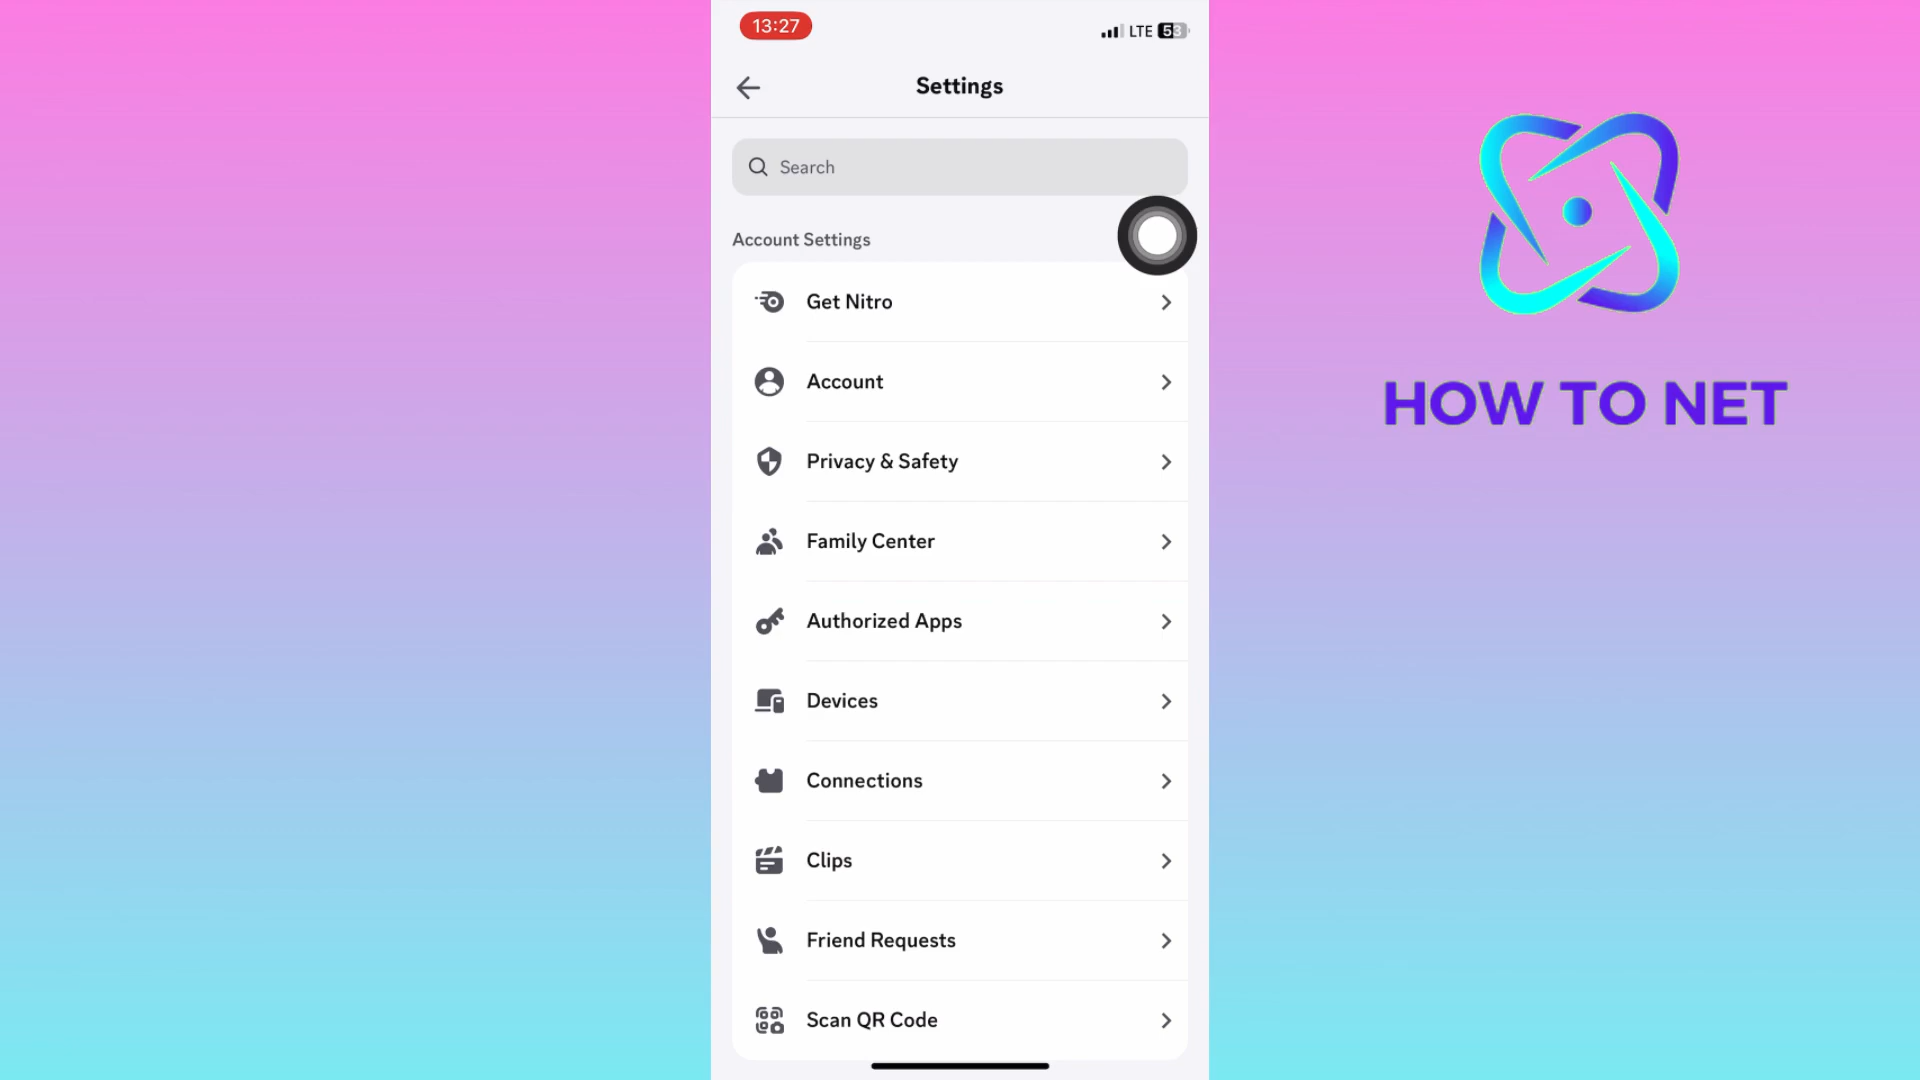 13:27
LTE 53
Settings
Search
Account Settings
Get Nitro
Account
Privacy & Safety
Family Center
Authorized Apps
Devices
Connections
Clips
Friend Requests
Scan QR Code
HOW TO NET